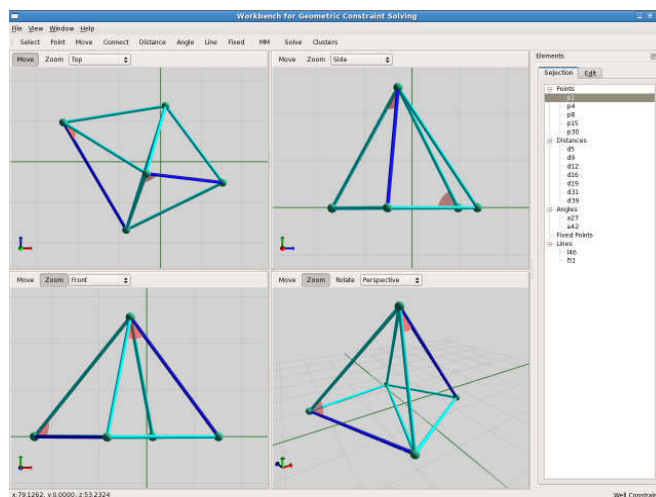 Workbench for Geometric Constraint Solving
File View Window Help
Select Point Move Connect Distance Angle Line Fixed MM Solve Clusters
Move Zoom Top
Move Zoom Side
Elements
Selection Edit
Points
p1
p4
p8
p15
p30
Distances
d5
d9
d12
d16
d19
d31
d39
Angles
a27
a42
Fixed Points
Lines
l46
l51
Move Zoom Front
Move Zoom Rotate Perspective
x:79.1262, y:0.0000, z:53.2324
Well Constrai